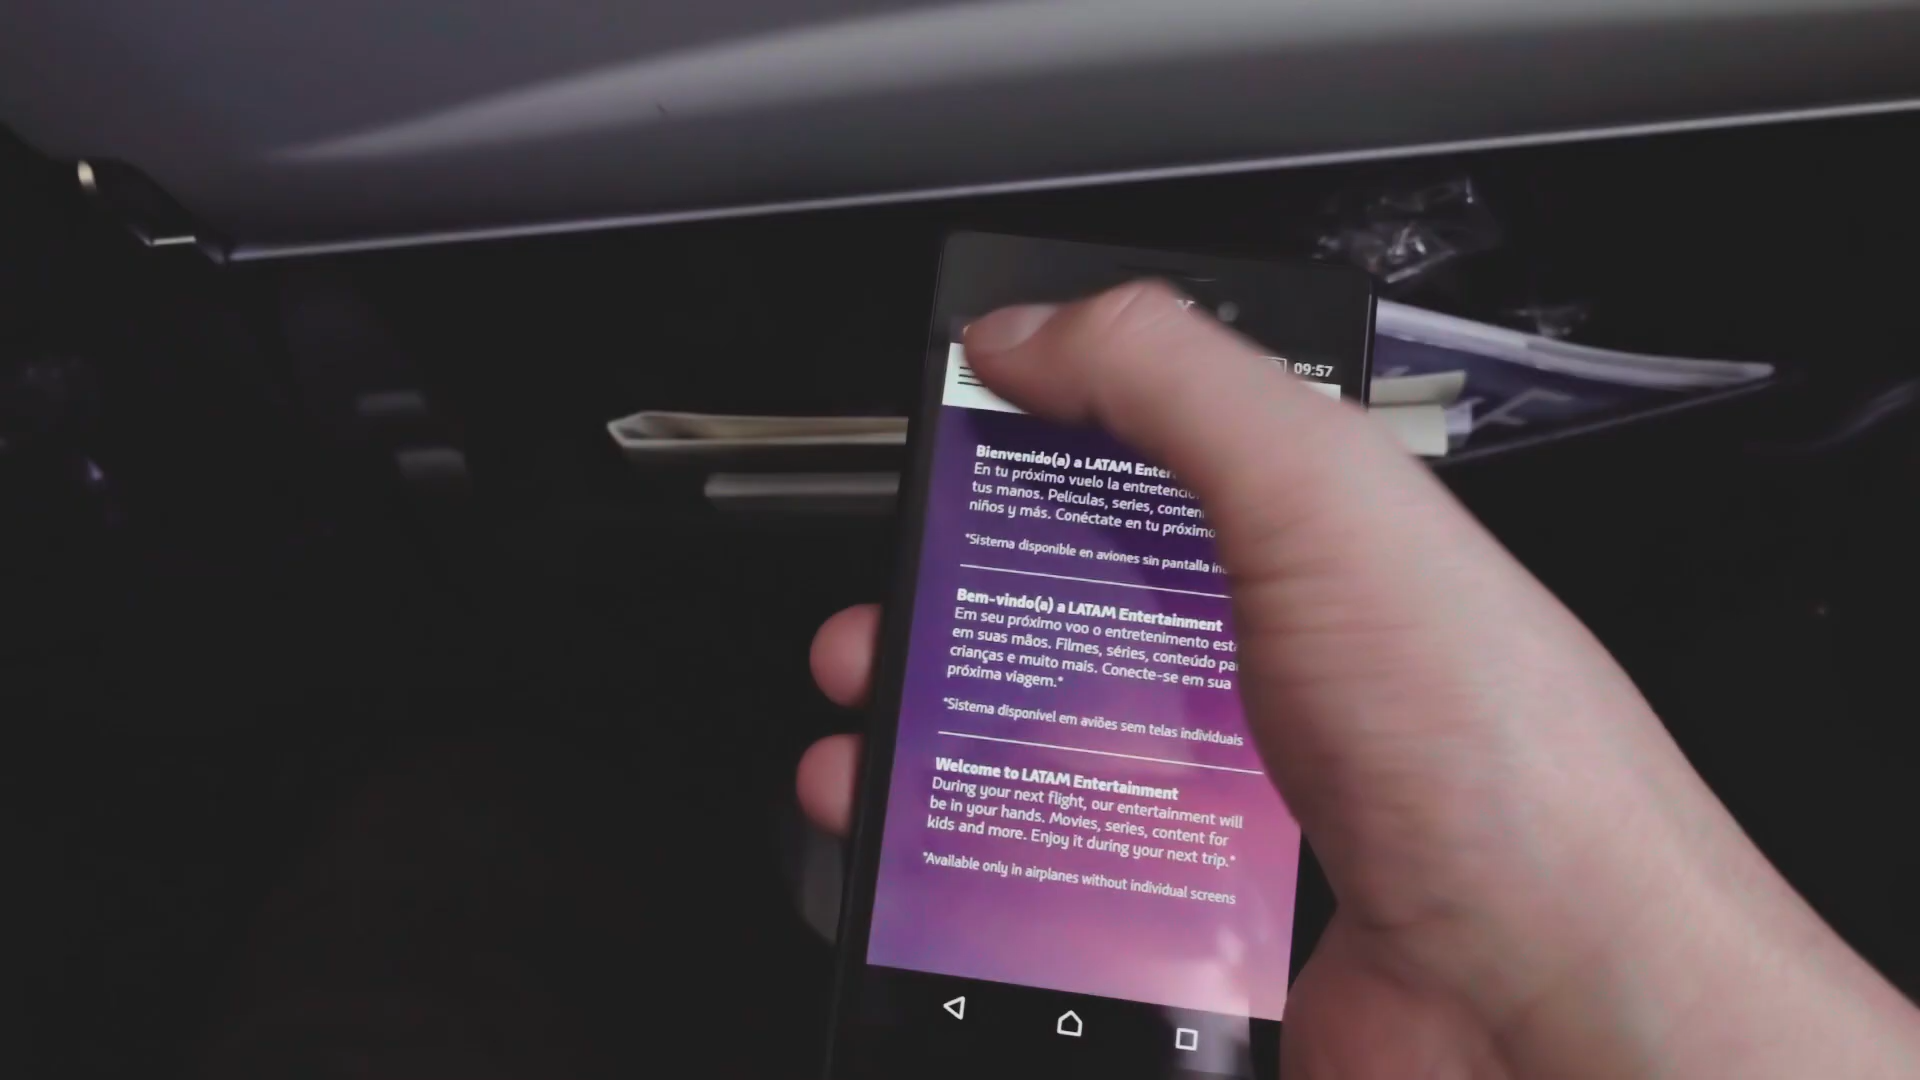 09:57
Bienvenido(a) a LATAM
En tu próximo vuelo la
tus manos. Películas, series,
niños y más. Conéctate en tu próximo
*Sistema disponible en aviones sin pantalla
Bem-vindo(a) a LATAM Entertainment
Em seu próximo voo o entretenimento
em suas mãos. Filmes, séries, conteúdo
crianças e muito mais. Conecte-se em sua
próxima viagem.*
*Sistema disponível em aviões sem telas individuais
Welcome to LATAM Entertainment
During your next flight, our entertainment will
be in your hands. Movies, series, content for
kids and more. Enjoy it during your next trip.*
*Available only in airplanes without individual screens